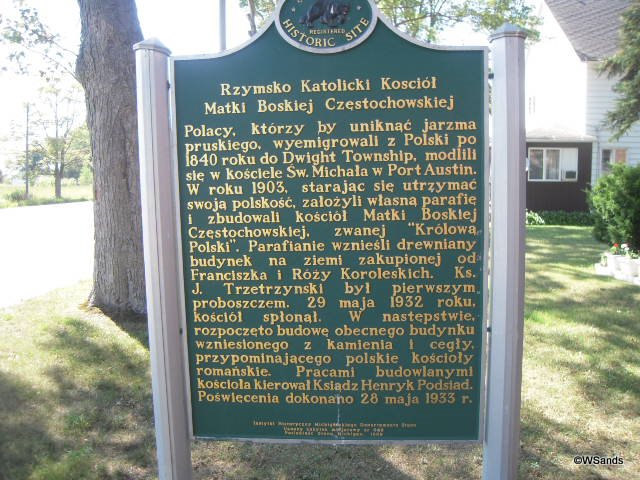 REGISTERED
HISTORIC SITE
Rzymsko Katolicki Kosciół
Matki Boskiej Częstochowskiej
Polacy, którzy by uniknąć jarzma
pruskiego, wyemigrowali z Polski po
1840 roku do Dwight Township, modlili
się w kościele Św. Michała w Port Austin.
W roku 1903, starając się utrzymać
swoją polskość, założyli własną parafię
i zbudowali kościół Matki Boskiej
Częstochowskiej, zwanej "Królową
Polski". Parafianie wznieśli drewniany
budynek na ziemi zakupionej od
Franciszka i Róży Koroleskich. Ks.
J. Trzetrzynski był pierwszym
proboszczem. 29 maja 1932 roku,
kościół spłonął. W następstwie,
rozpoczęto budowę obecnego budynku
wzniesionego z kamienia i cegły,
przypominającego polskie kościoły
romańskie. Pracami budowlanymi
kościoła kierował Ksiądz Henryk Podsiad.
Poświęcenia dokonano 28 maja 1933 r.
©WSands